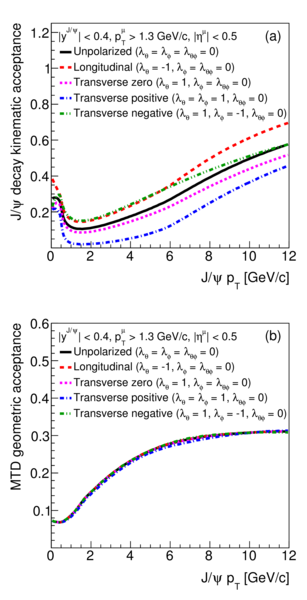 |y^J/ψ| < 0.4, p_T^μ > 1.3 GeV/c, |η^μ| < 0.5 (a)
Unpolarized (λ_θ = λ_ϕ = λ_θϕ = 0)
Longitudinal (λ_θ = -1, λ_ϕ = λ_θϕ = 0)
Transverse zero (λ_θ = 1, λ_ϕ = λ_θϕ = 0)
Transverse positive (λ_θ = λ_ϕ = 1, λ_θϕ = 0)
Transverse negative (λ_θ = 1, λ_ϕ = -1, λ_θϕ = 0)
J/ψ decay kinematic acceptance
1.2
1
0.8
0.6
0.4
0.2
0 2 4 6 8 10 12
J/ψ p_T [GeV/c]
|y^J/ψ| < 0.4, p_T^μ > 1.3 GeV/c, |η^μ| < 0.5 (b)
Unpolarized (λ_θ = λ_ϕ = λ_θϕ = 0)
Longitudinal (λ_θ = -1, λ_ϕ = λ_θϕ = 0)
Transverse zero (λ_θ = 1, λ_ϕ = λ_θϕ = 0)
Transverse positive (λ_θ = λ_ϕ = 1, λ_θϕ = 0)
Transverse negative (λ_θ = 1, λ_ϕ = -1, λ_θϕ = 0)
MTD geometric acceptance
0.6
0.5
0.4
0.3
0.2
0.1
0 2 4 6 8 10 12
J/ψ p_T [GeV/c]